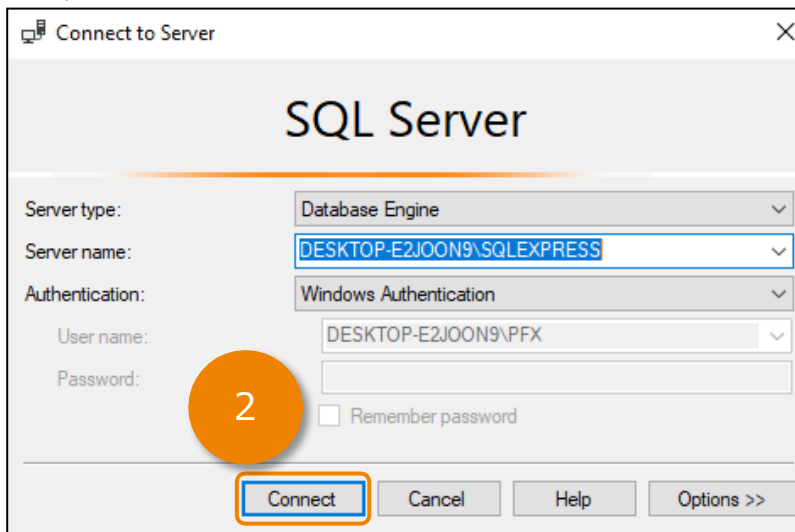 Connect to Server
SQL Server
Server type: Database Engine
Server name: DESKTOP-E2JOON9\SQLEXPRESS
Authentication: Windows Authentication
User name: DESKTOP-E2JOON9\PFX
Password:
2
Remember password
Connect Cancel Help Options >>